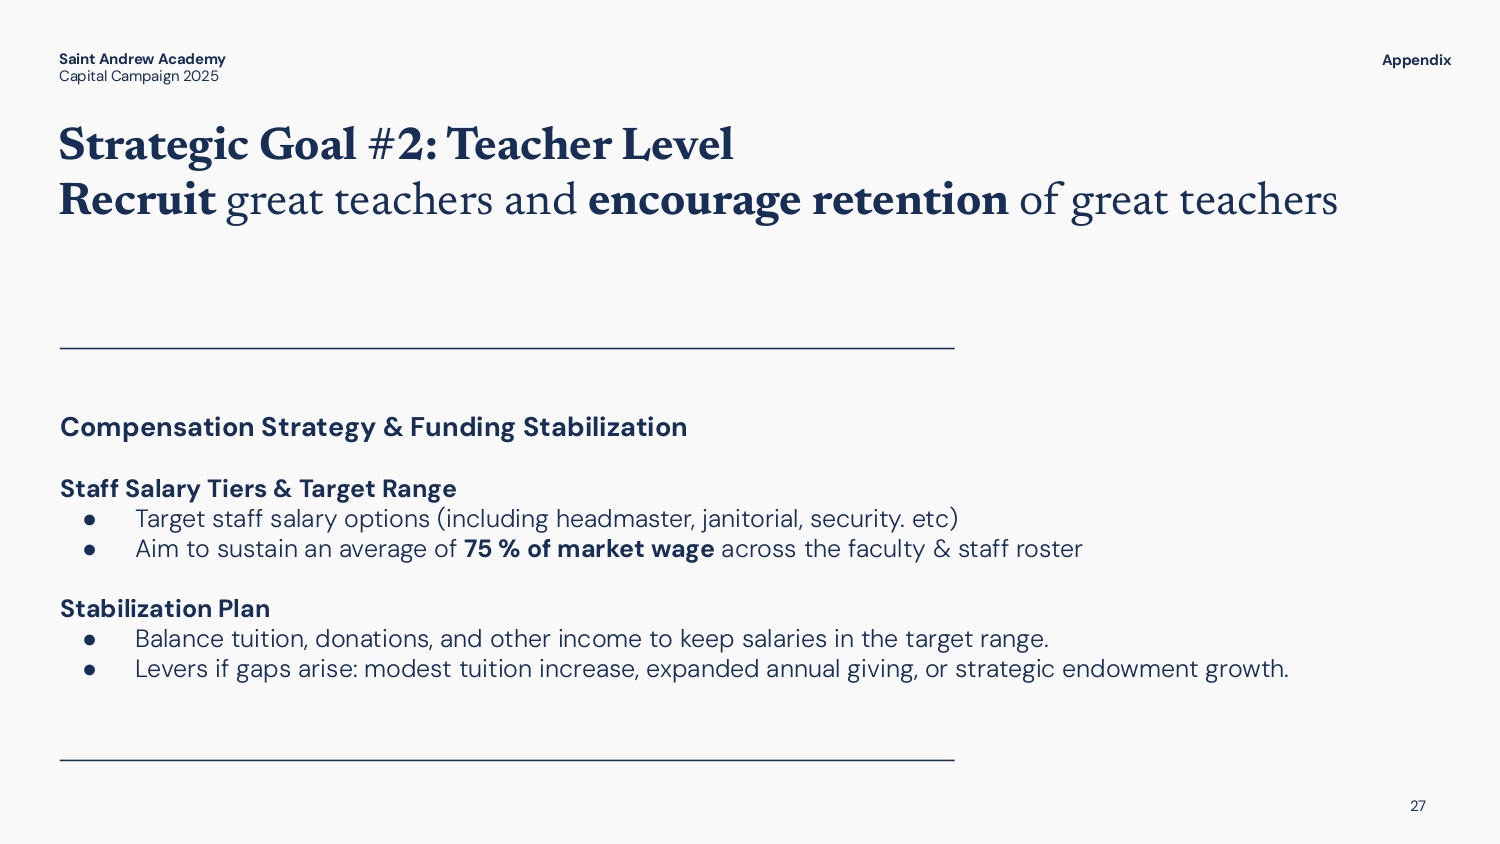 Saint Andrew Academy
Capital Campaign 2025
Appendix
Strategic Goal #2: Teacher Level
Recruit great teachers and encourage retention of great teachers
Compensation Strategy & Funding Stabilization
Staff Salary Tiers & Target Range
● Target staff salary options (including headmaster, janitorial, security. etc)
● Aim to sustain an average of 75 % of market wage across the faculty & staff roster
Stabilization Plan
● Balance tuition, donations, and other income to keep salaries in the target range.
● Levers if gaps arise: modest tuition increase, expanded annual giving, or strategic endowment growth.
27